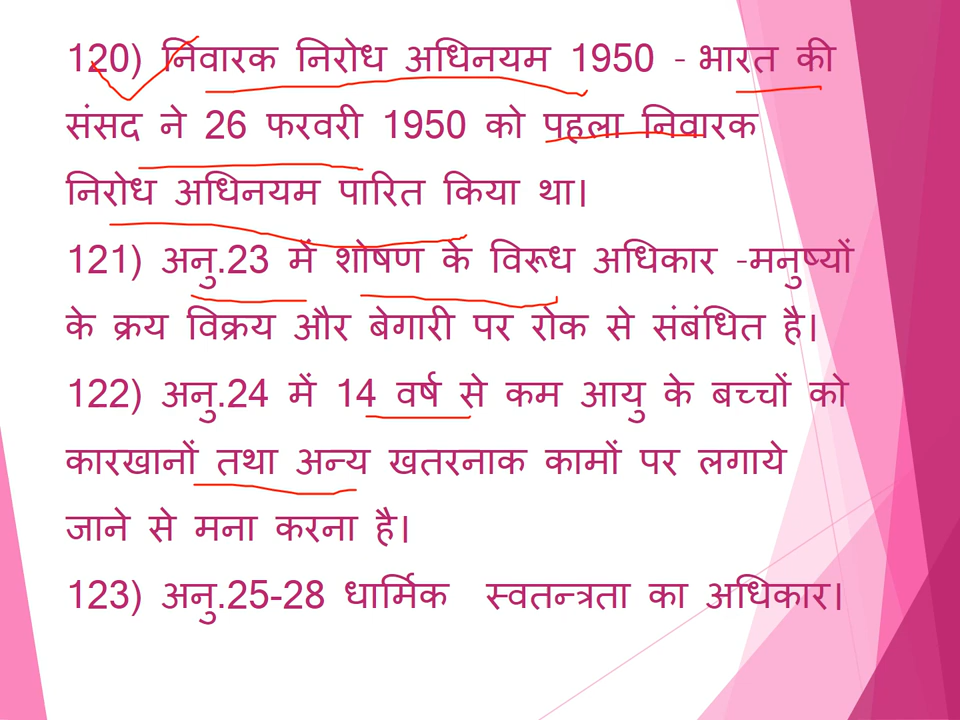 120) निवारक निरोध अधिनयम 1950 - भारत की
संसद ने 26 फरवरी 1950 को पहला निवारक
निरोध अधिनयम पारित किया था।
121) अनु.23 में शोषण के विरूध अधिकार -मनुष्यों
के क्रय विक्रय और बेगारी पर रोक से संबंधित है।
122) अनु.24 में 14 वर्ष से कम आयु के बच्चों को
कारखानों तथा अन्य खतरनाक कामों पर लगाये
जाने से मना करना है।
123) अनु.25-28 धार्मिक स्वतन्त्रता का अधिकार।